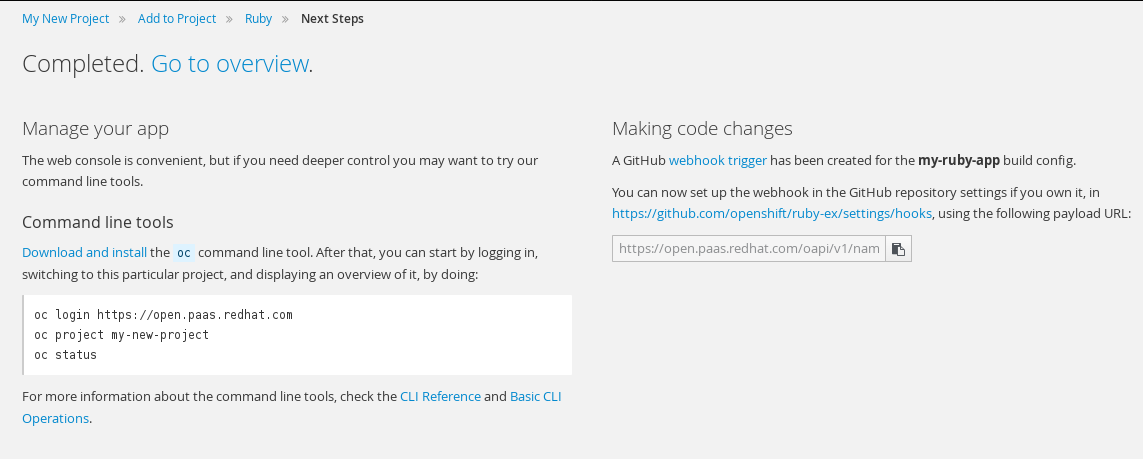 My New Project » Add to Project » Ruby » Next Steps
Completed. Go to overview.
Manage your app
The web console is convenient, but if you need deeper control you may want to try our
command line tools.
Command line tools
Download and install the oc command line tool. After that, you can start by logging in,
switching to this particular project, and displaying an overview of it, by doing:
oc login https://open.paas.redhat.com
oc project my-new-project
oc status
For more information about the command line tools, check the CLI Reference and Basic CLI
Operations.
Making code changes
A GitHub webhook trigger has been created for the my-ruby-app build config.
You can now set up the webhook in the GitHub repository settings if you own it, in
https://github.com/openshift/ruby-ex/settings/hooks, using the following payload URL:
https://open.paas.redhat.com/oapi/v1/nam